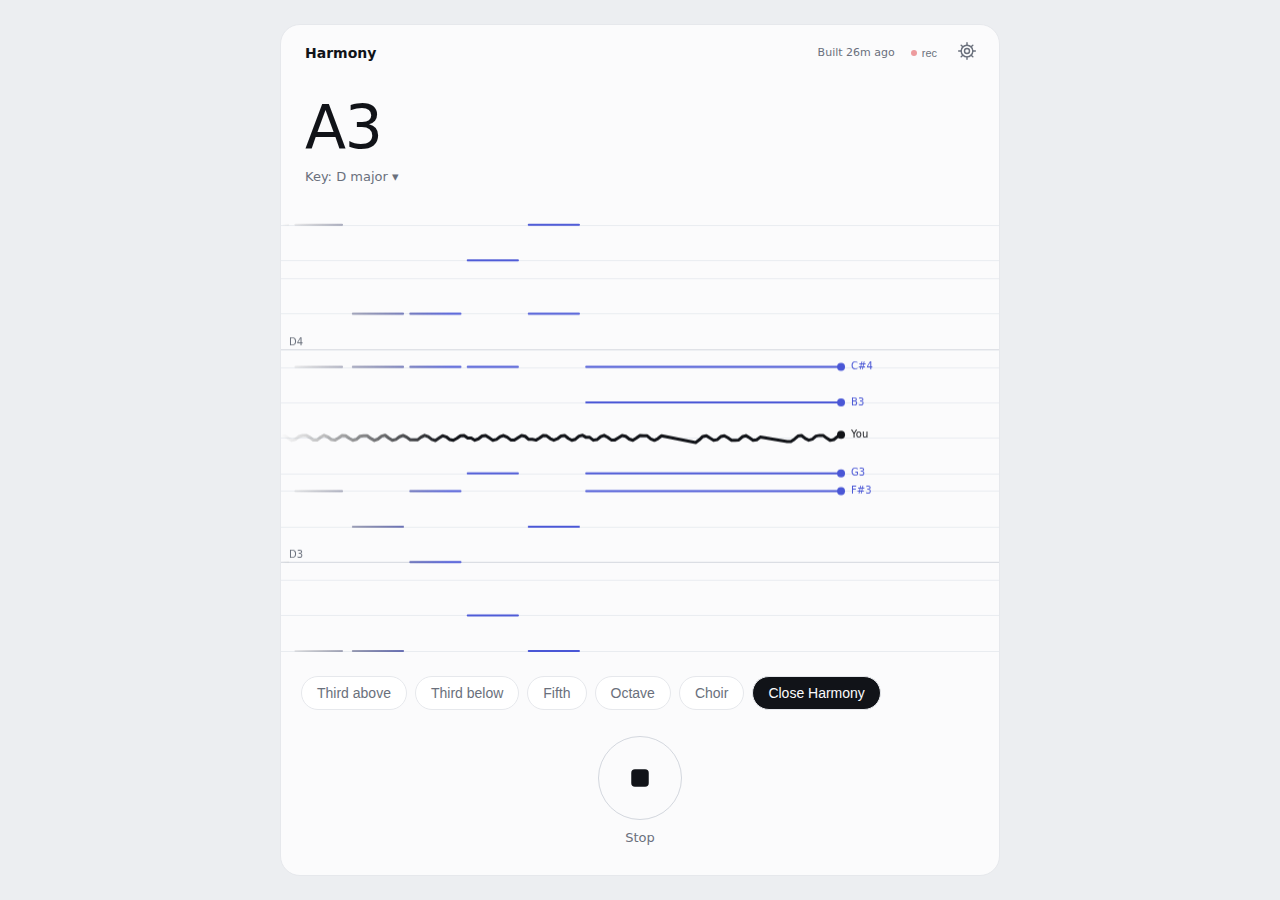 Harmony
Built 26m ago
rec
A3
Key: D major ▾
D4
C#4
B3
You
G3
F#3
D3
Third above
Third below
Fifth
Octave
Choir
Close Harmony
Stop